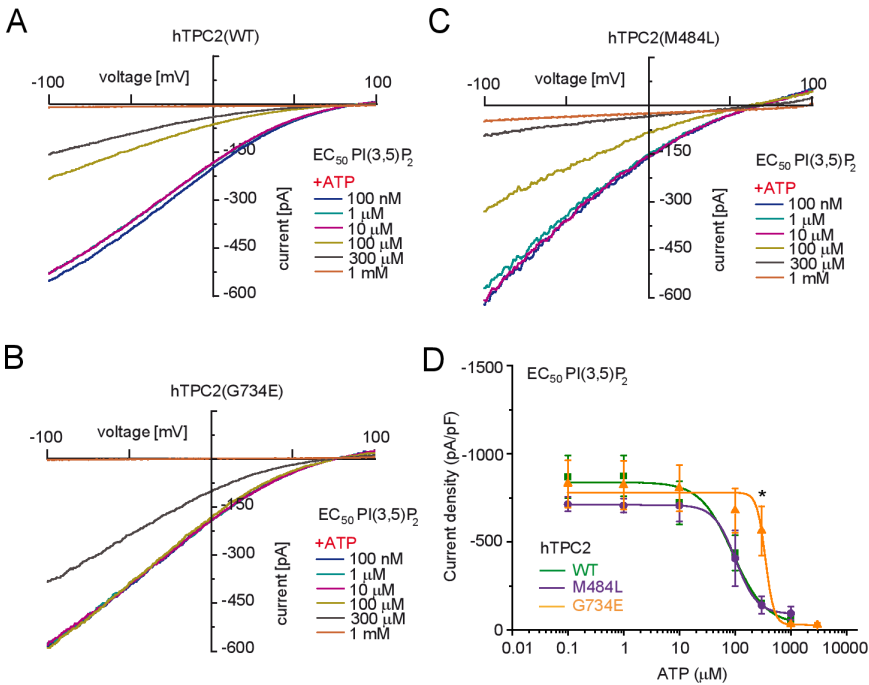 A
hTPC2(WT)
-100
voltage [mV]
100
-150
-300
-450
-600
current [pA]
EC50 PI(3,5)P2
+ATP
100 nM
1 µM
10 µM
100 µM
300 µM
1 mM
C
hTPC2(M484L)
-100
voltage [mV]
100
-150
-300
-450
-600
current [pA]
EC50 PI(3,5)P2
+ATP
100 nM
1 µM
10 µM
100 µM
300 µM
1 mM
B
hTPC2(G734E)
-100
voltage [mV]
100
-150
-300
-450
-600
current [pA]
EC50 PI(3,5)P2
+ATP
100 nM
1 µM
10 µM
100 µM
300 µM
1 mM
D
EC50 PI(3,5)P2
-1500
-1000
-500
0
Current density (pA/pF)
*
hTPC2
WT
M484L
G734E
0.01 0.1 1 10 100 1000 10000
ATP (µM)